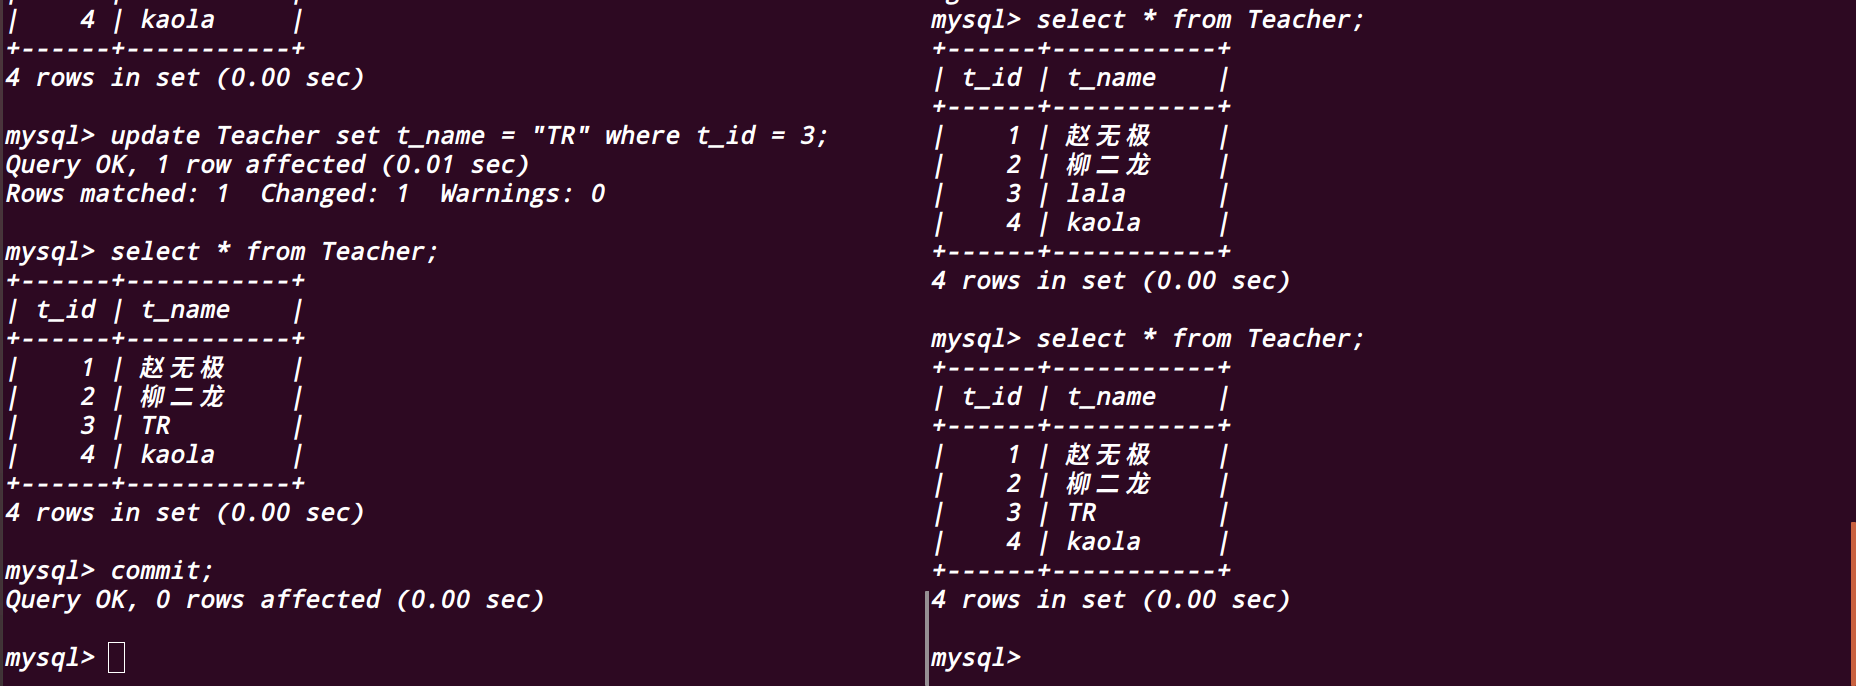 |    4 | kaola     |
+------+-----------+
4 rows in set (0.00 sec)
mysql> update Teacher set t_name = "TR" where t_id = 3;
Query OK, 1 row affected (0.01 sec)
Rows matched: 1  Changed: 1  Warnings: 0
mysql> select * from Teacher;
+------+-----------+
| t_id | t_name    |
+------+-----------+
|    1 | 赵无极    |
|    2 | 柳二龙    |
|    3 | TR        |
|    4 | kaola     |
+------+-----------+
4 rows in set (0.00 sec)
mysql> commit;
Query OK, 0 rows affected (0.00 sec)
mysql>
mysql> select * from Teacher;
+------+-----------+
| t_id | t_name    |
+------+-----------+
|    1 | 赵无极    |
|    2 | 柳二龙    |
|    3 | lala      |
|    4 | kaola     |
+------+-----------+
4 rows in set (0.00 sec)
mysql> select * from Teacher;
+------+-----------+
| t_id | t_name    |
+------+-----------+
|    1 | 赵无极    |
|    2 | 柳二龙    |
|    3 | TR        |
|    4 | kaola     |
+------+-----------+
4 rows in set (0.00 sec)
mysql>